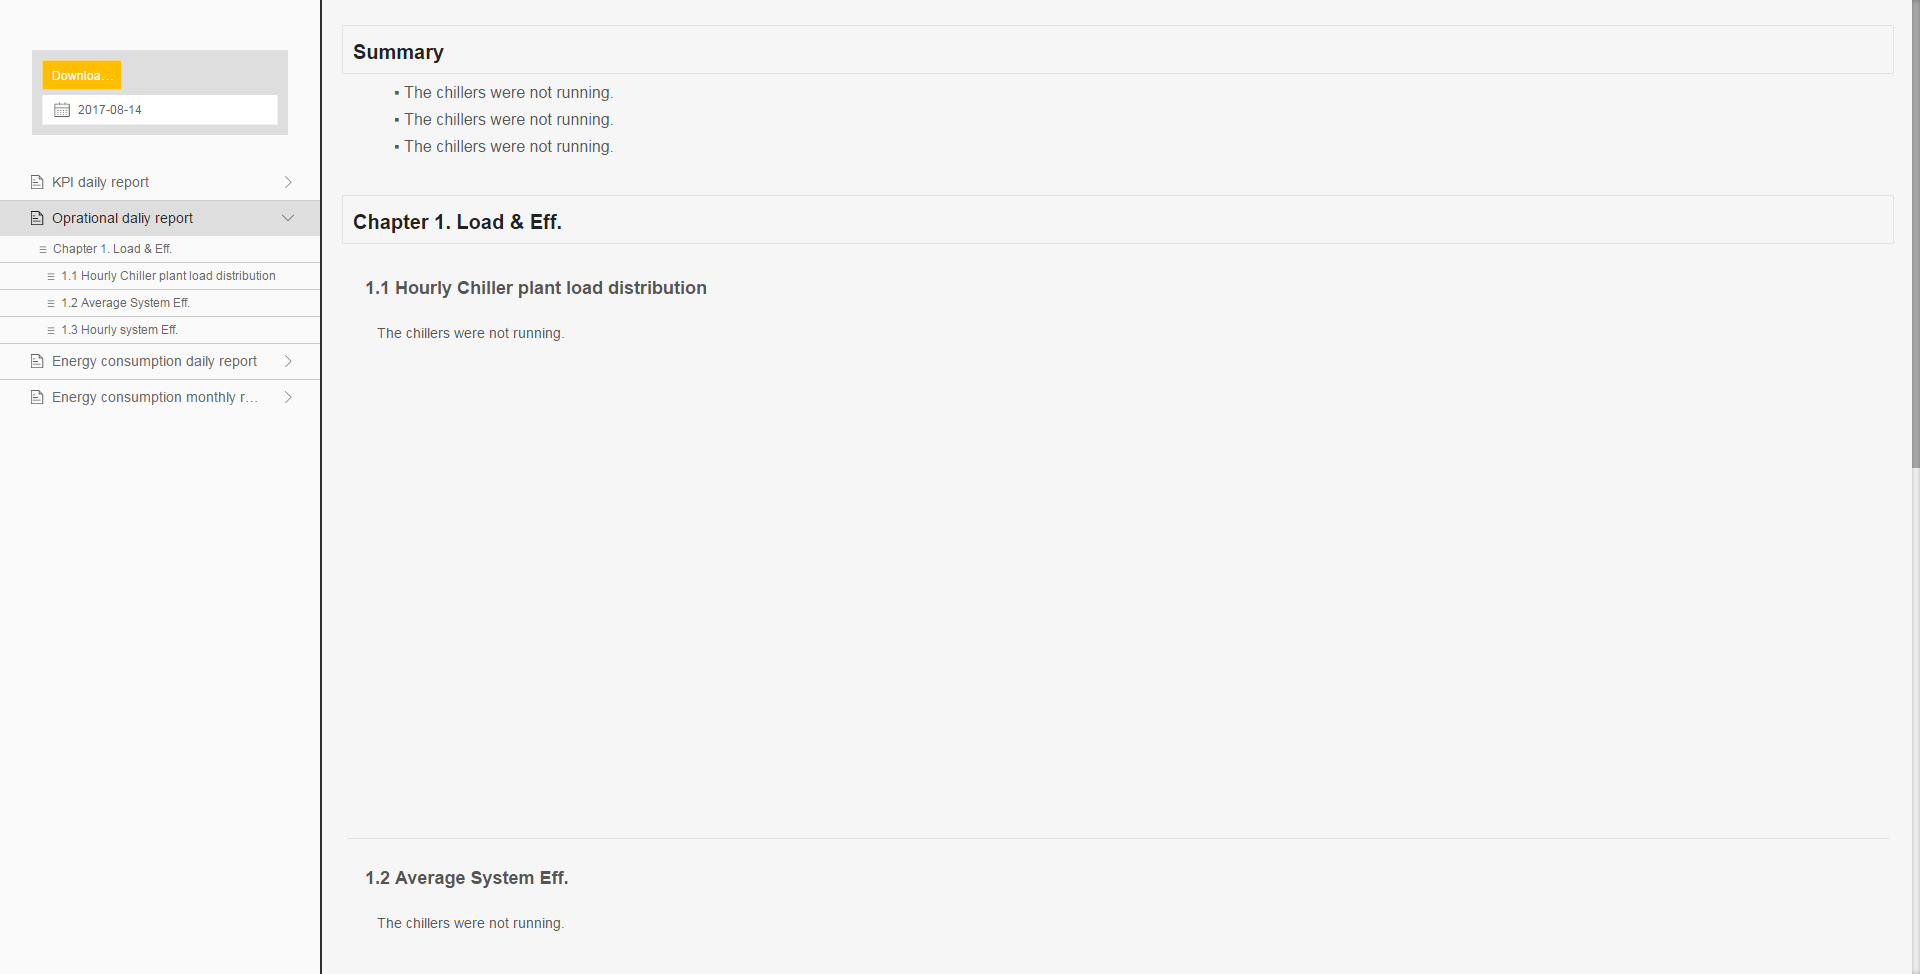 Downloa...
2017-08-14
KPI daily report
Oprational daliy report
Chapter 1. Load & Eff.
1.1 Hourly Chiller plant load distribution
1.2 Average System Eff.
1.3 Hourly system Eff.
Energy consumption daily report
Energy consumption monthly r...
Summary
▪ The chillers were not running.
▪ The chillers were not running.
▪ The chillers were not running.
Chapter 1. Load & Eff.
1.1 Hourly Chiller plant load distribution
The chillers were not running.
1.2 Average System Eff.
The chillers were not running.